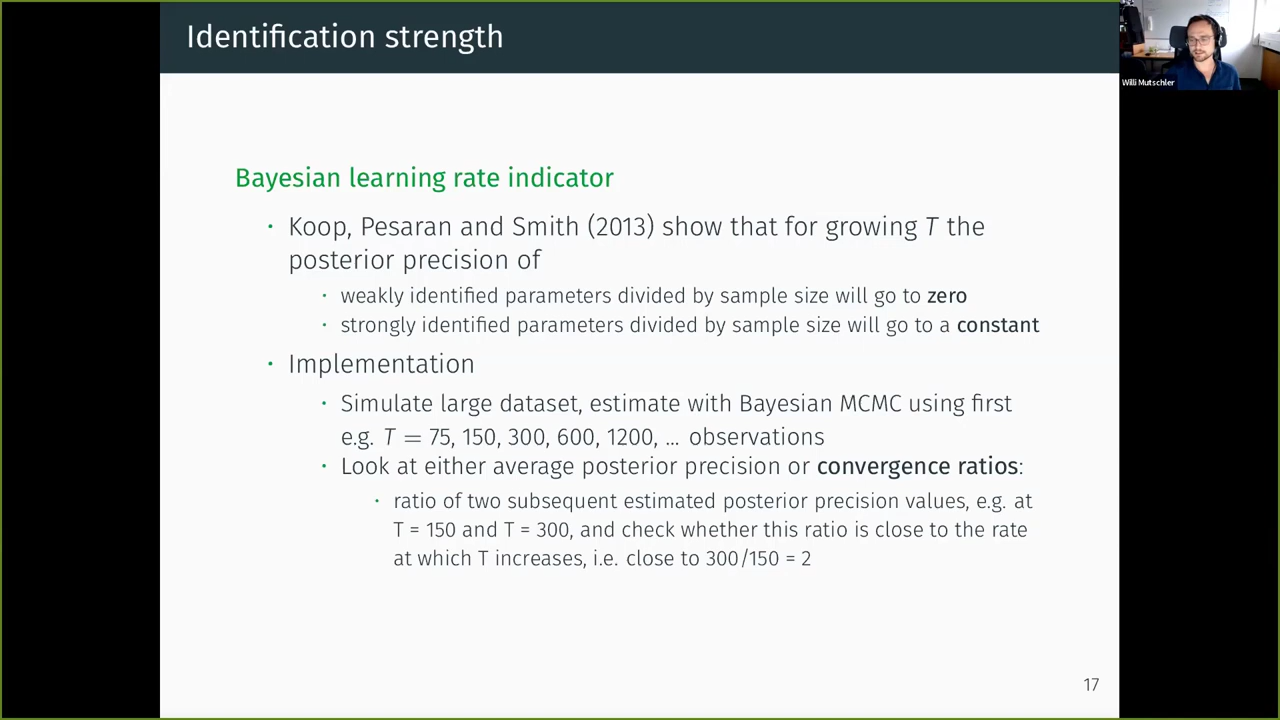 Identification strength
Willi Mutschler
Bayesian learning rate indicator
• Koop, Pesaran and Smith (2013) show that for growing T the
posterior precision of
• weakly identified parameters divided by sample size will go to zero
• strongly identified parameters divided by sample size will go to a constant
• Implementation
• Simulate large dataset, estimate with Bayesian MCMC using first
e.g. T = 75, 150, 300, 600, 1200, ... observations
• Look at either average posterior precision or convergence ratios:
• ratio of two subsequent estimated posterior precision values, e.g. at
T = 150 and T = 300, and check whether this ratio is close to the rate
at which T increases, i.e. close to 300/150 = 2
17